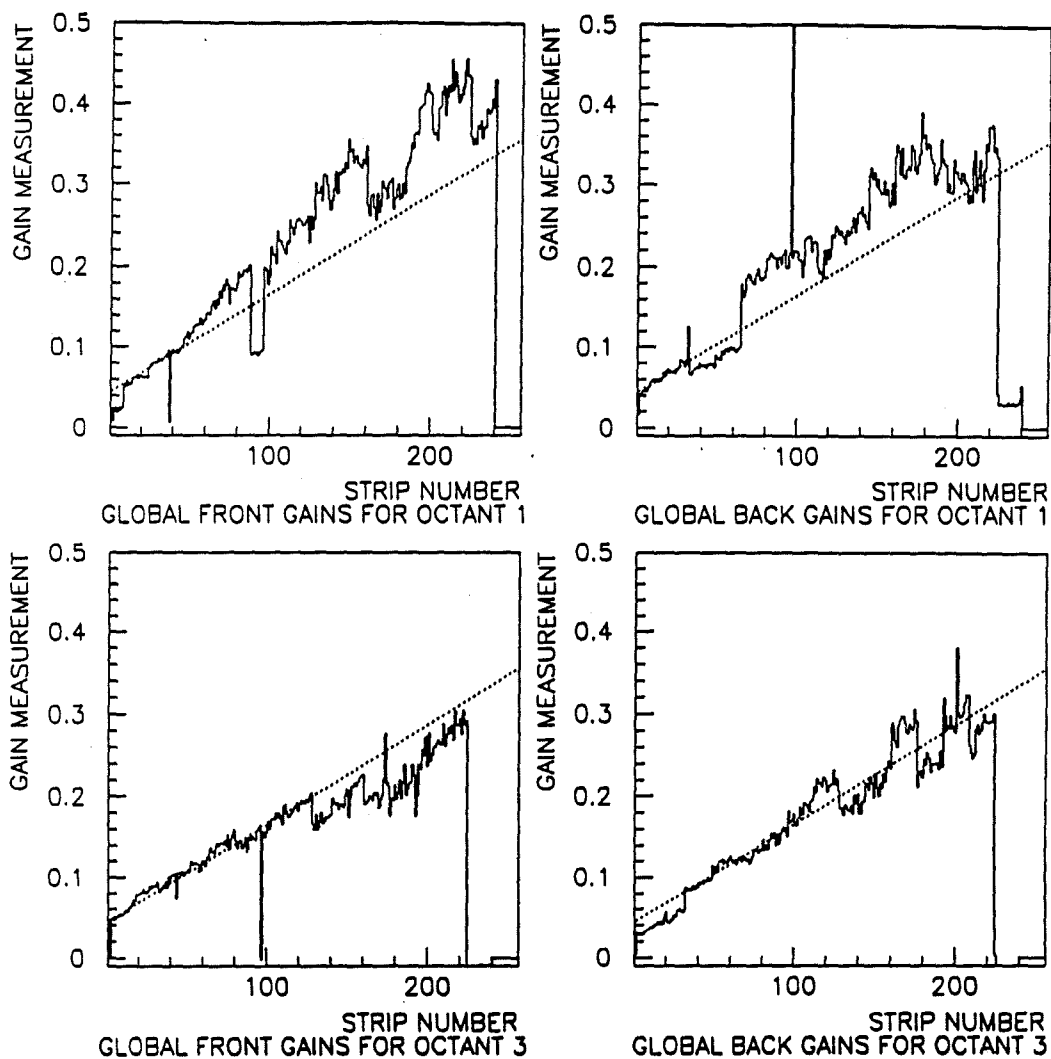 GAIN MEASUREMENT
0.5
0.4
0.3
0.2
0.1
0
100
200
STRIP NUMBER
GLOBAL FRONT GAINS FOR OCTANT 1
GAIN MEASUREMENT
0.5
0.4
0.3
0.2
0.1
0
100
200
STRIP NUMBER
GLOBAL BACK GAINS FOR OCTANT 1
GAIN MEASUREMENT
0.5
0.4
0.3
0.2
0.1
0
100
200
STRIP NUMBER
GLOBAL FRONT GAINS FOR OCTANT 3
GAIN MEASUREMENT
0.5
0.4
0.3
0.2
0.1
0
100
200
STRIP NUMBER
GLOBAL BACK GAINS FOR OCTANT 3